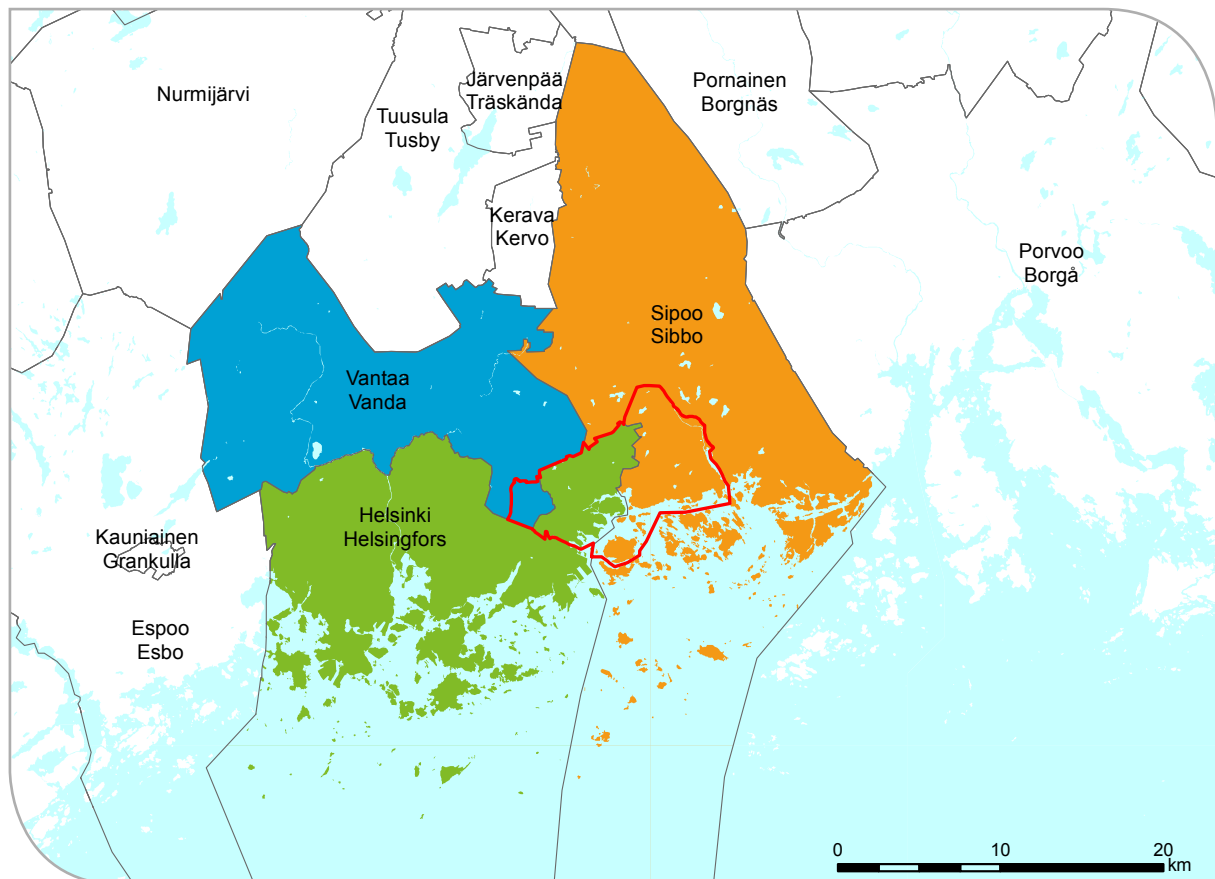 Järvenpää
Träskända
Pornainen
Borgnäs
Nurmijärvi
Tuusula
Tusby
Kerava
Kervo
Porvoo
Borgå
Sipoo
Sibbo
Vantaa
Vanda
Helsinki
Helsingfors
Kauniainen
Grankulla
Espoo
Esbo
0 10 20
km